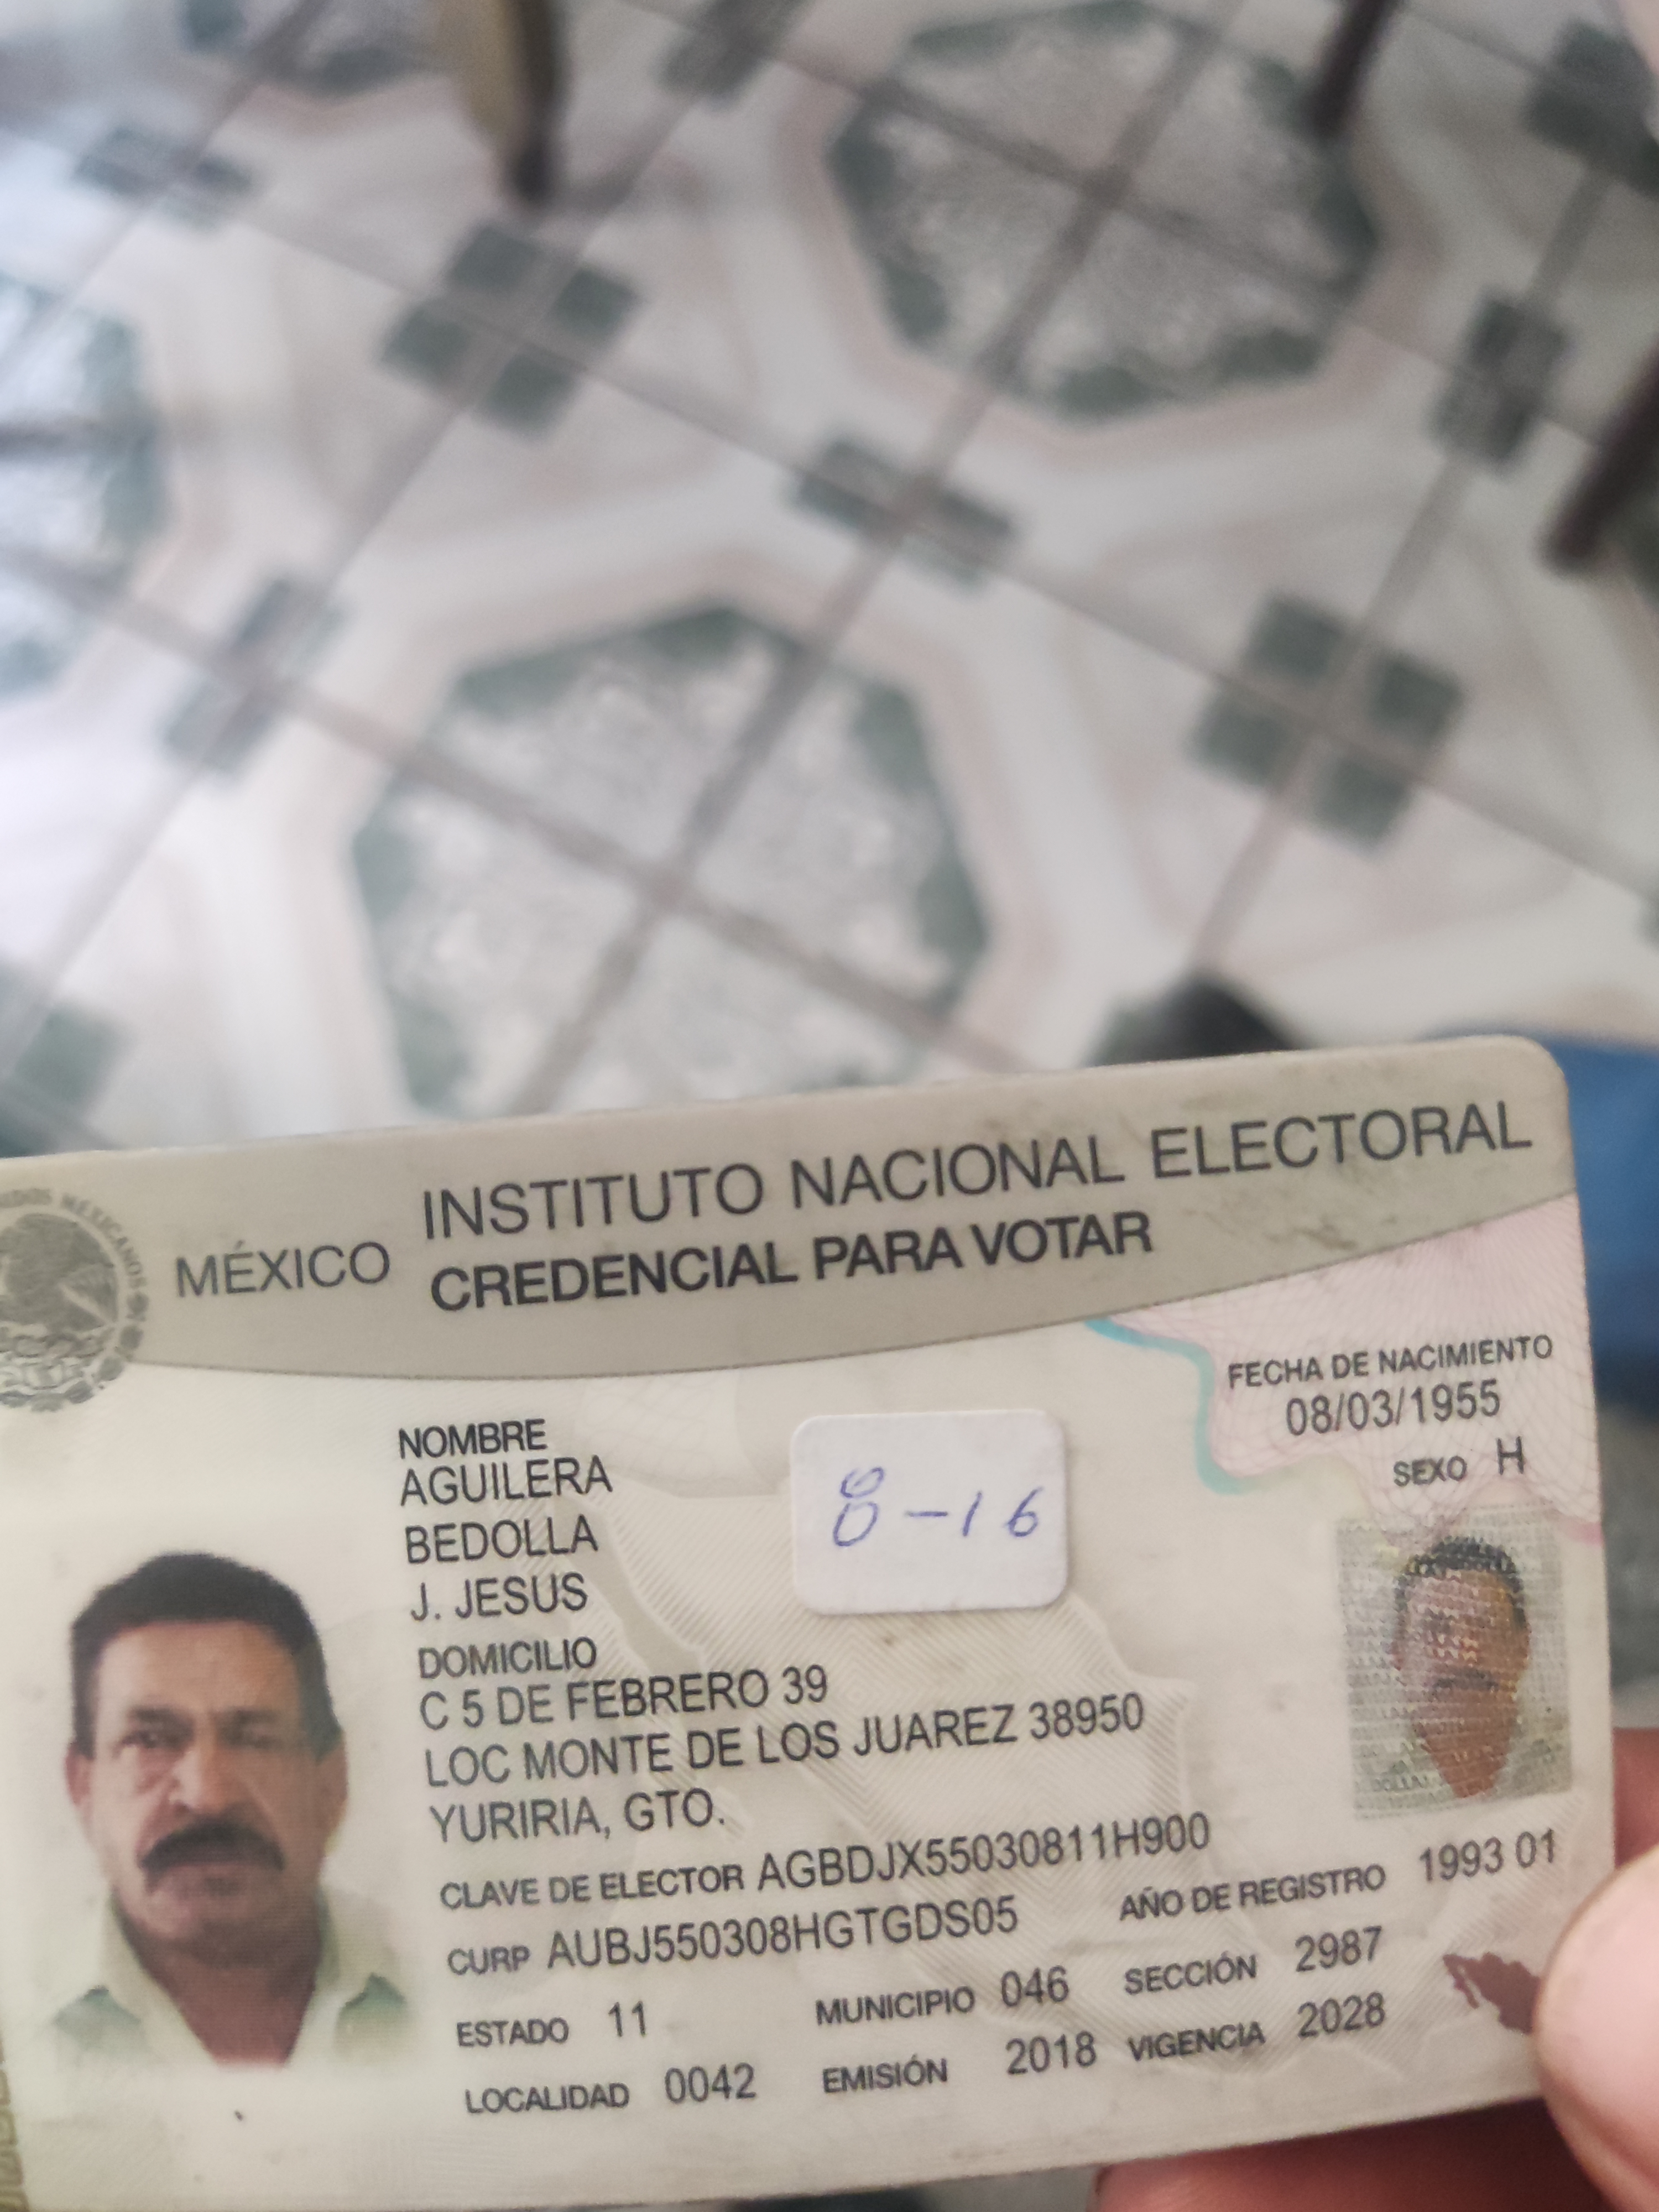 MÉXICO INSTITUTO NACIONAL ELECTORAL
CREDENCIAL PARA VOTAR
FECHA DE NACIMIENTO
08/03/1955
SEXO H
NOMBRE
AGUILERA
BEDOLLA
J. JESUS
8-16
DOMICILIO
C 5 DE FEBRERO 39
LOC MONTE DE LOS JUAREZ 38950
YURIRIA, GTO.
CLAVE DE ELECTOR AGBDJX55030811H900
CURP AUBJ550308HGTGDS05 AÑO DE REGISTRO 1993 01
ESTADO 11 MUNICIPIO 046 SECCIÓN 2987
LOCALIDAD 0042 EMISIÓN 2018 VIGENCIA 2028